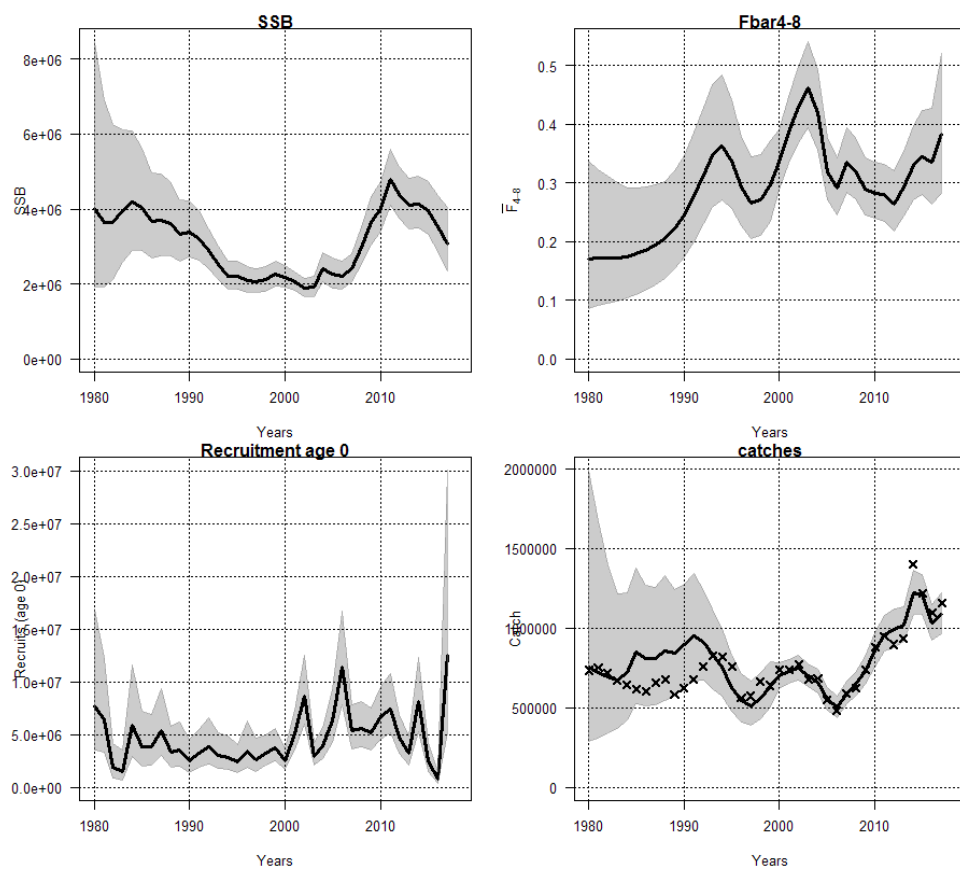 SSB
SSB
8e+06
6e+06
4e+06
2e+06
0e+00
1980 1990 2000 2010
Years
Fbar4-8
F̅4-8
0.5
0.4
0.3
0.2
0.1
0.0
1980 1990 2000 2010
Years
Recruitment age 0
Recruits (age 0)
3.0e+07
2.5e+07
2.0e+07
1.5e+07
1.0e+07
5.0e+06
0.0e+00
1980 1990 2000 2010
Years
catches
Catch
2000000
1500000
1000000
500000
0
1980 1990 2000 2010
Years